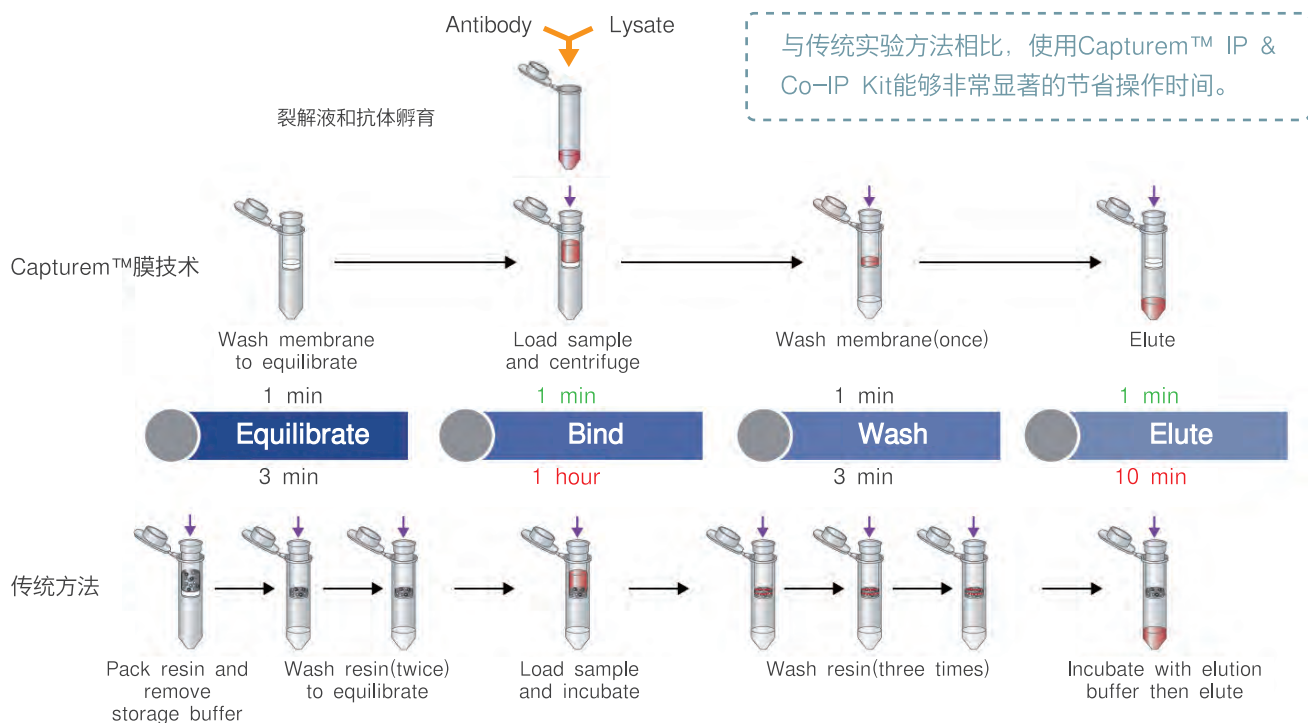 Antibody Lysate
与传统实验方法相比，使用Capturem™ IP &
Co-IP Kit能够非常显著的节省操作时间。
裂解液和抗体孵育
Capturem™膜技术
Wash membrane
to equilibrate
Load sample
and centrifuge
Wash membrane(once)
Elute
1 min
1 min
1 min
1 min
Equilibrate
Bind
Wash
Elute
3 min
1 hour
3 min
10 min
传统方法
Pack resin and
remove
storage buffer
Wash resin(twice)
to equilibrate
Load sample
and incubate
Wash resin(three times)
Incubate with elution
buffer then elute